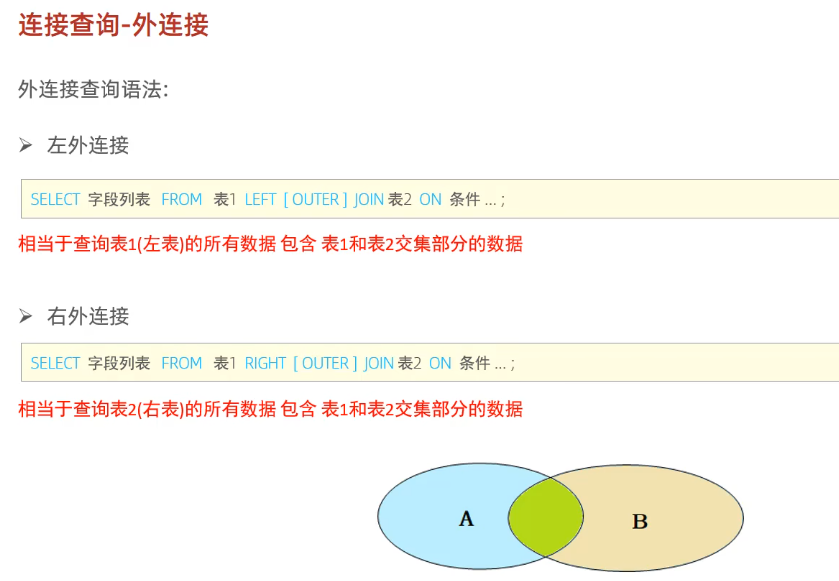 连接查询-外连接
外连接查询语法:
➢ 左外连接
SELECT 字段列表 FROM 表1 LEFT [ OUTER ] JOIN 表2 ON 条件 ... ;
相当于查询表1(左表)的所有数据 包含 表1和表2交集部分的数据
➢ 右外连接
SELECT 字段列表 FROM 表1 RIGHT [ OUTER ] JOIN 表2 ON 条件 ... ;
相当于查询表2(右表)的所有数据 包含 表1和表2交集部分的数据
A
B